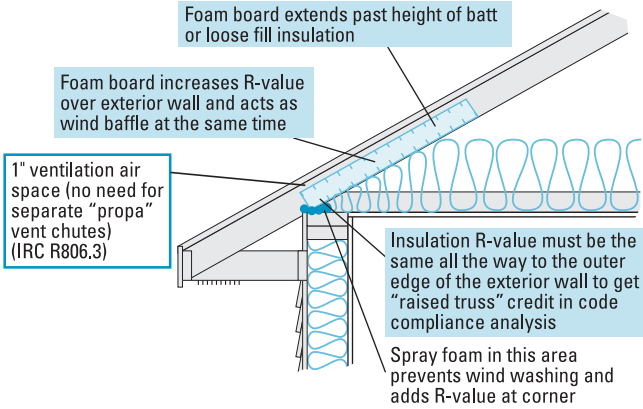 Foam board extends past height of batt
or loose fill insulation
Foam board increases R-value
over exterior wall and acts as
wind baffle at the same time
1" ventilation air
space (no need for
separate “propa”
vent chutes)
(IRC R806.3)
Insulation R-value must be the
same all the way to the outer
edge of the exterior wall to get
“raised truss” credit in code
compliance analysis
Spray foam in this area
prevents wind washing and
adds R-value at corner